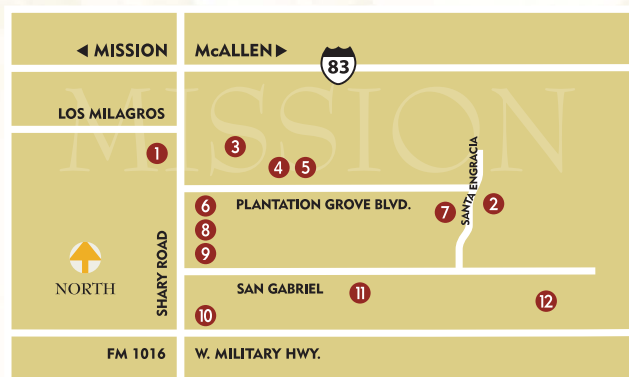 ◀ MISSION McALLEN ▶
83
LOS MILAGROS
MISSION
1
3
4 5
SANTA ENGRACIA
6 PLANTATION GROVE BLVD. 7 2
8
9
SHARY ROAD
NORTH
SAN GABRIEL 11
10 12
FM 1016 W. MILITARY HWY.